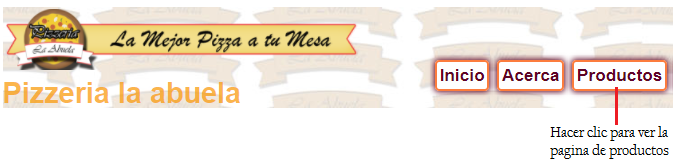 Pizzeria
La Abuela
La Mejor Pizza a tu Mesa
Pizzeria la abuela
Inicio
Acerca
Productos
Hacer clic para ver la
pagina de productos